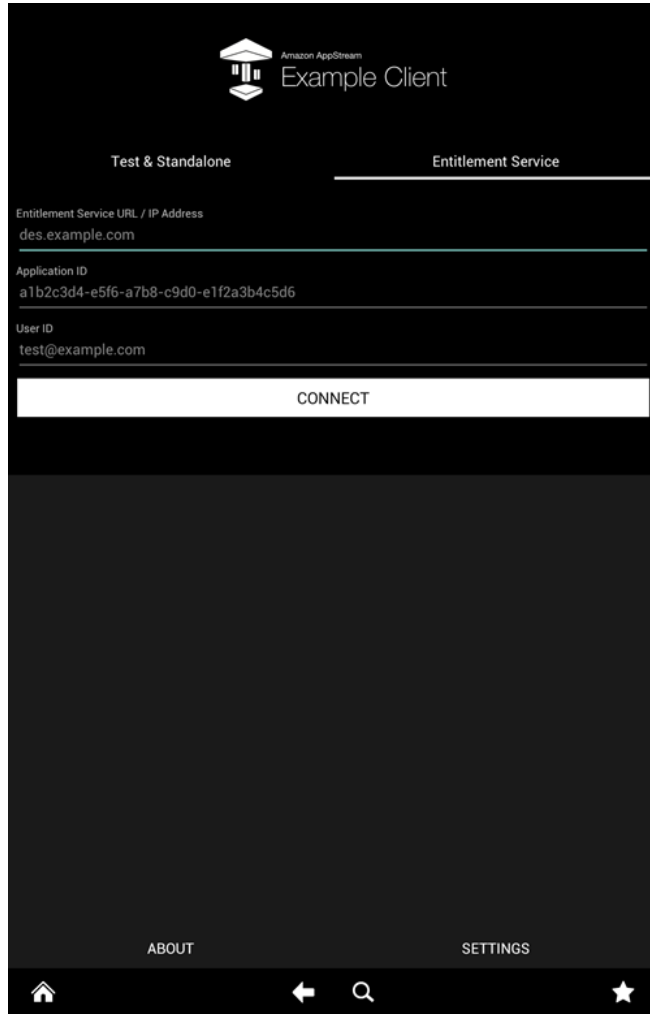 Amazon AppStream
Example Client
Test & Standalone
Entitlement Service
Entitlement Service URL / IP Address
des.example.com
Application ID
a1b2c3d4-e5f6-a7b8-c9d0-e1f2a3b4c5d6
User ID
test@example.com
CONNECT
ABOUT
SETTINGS